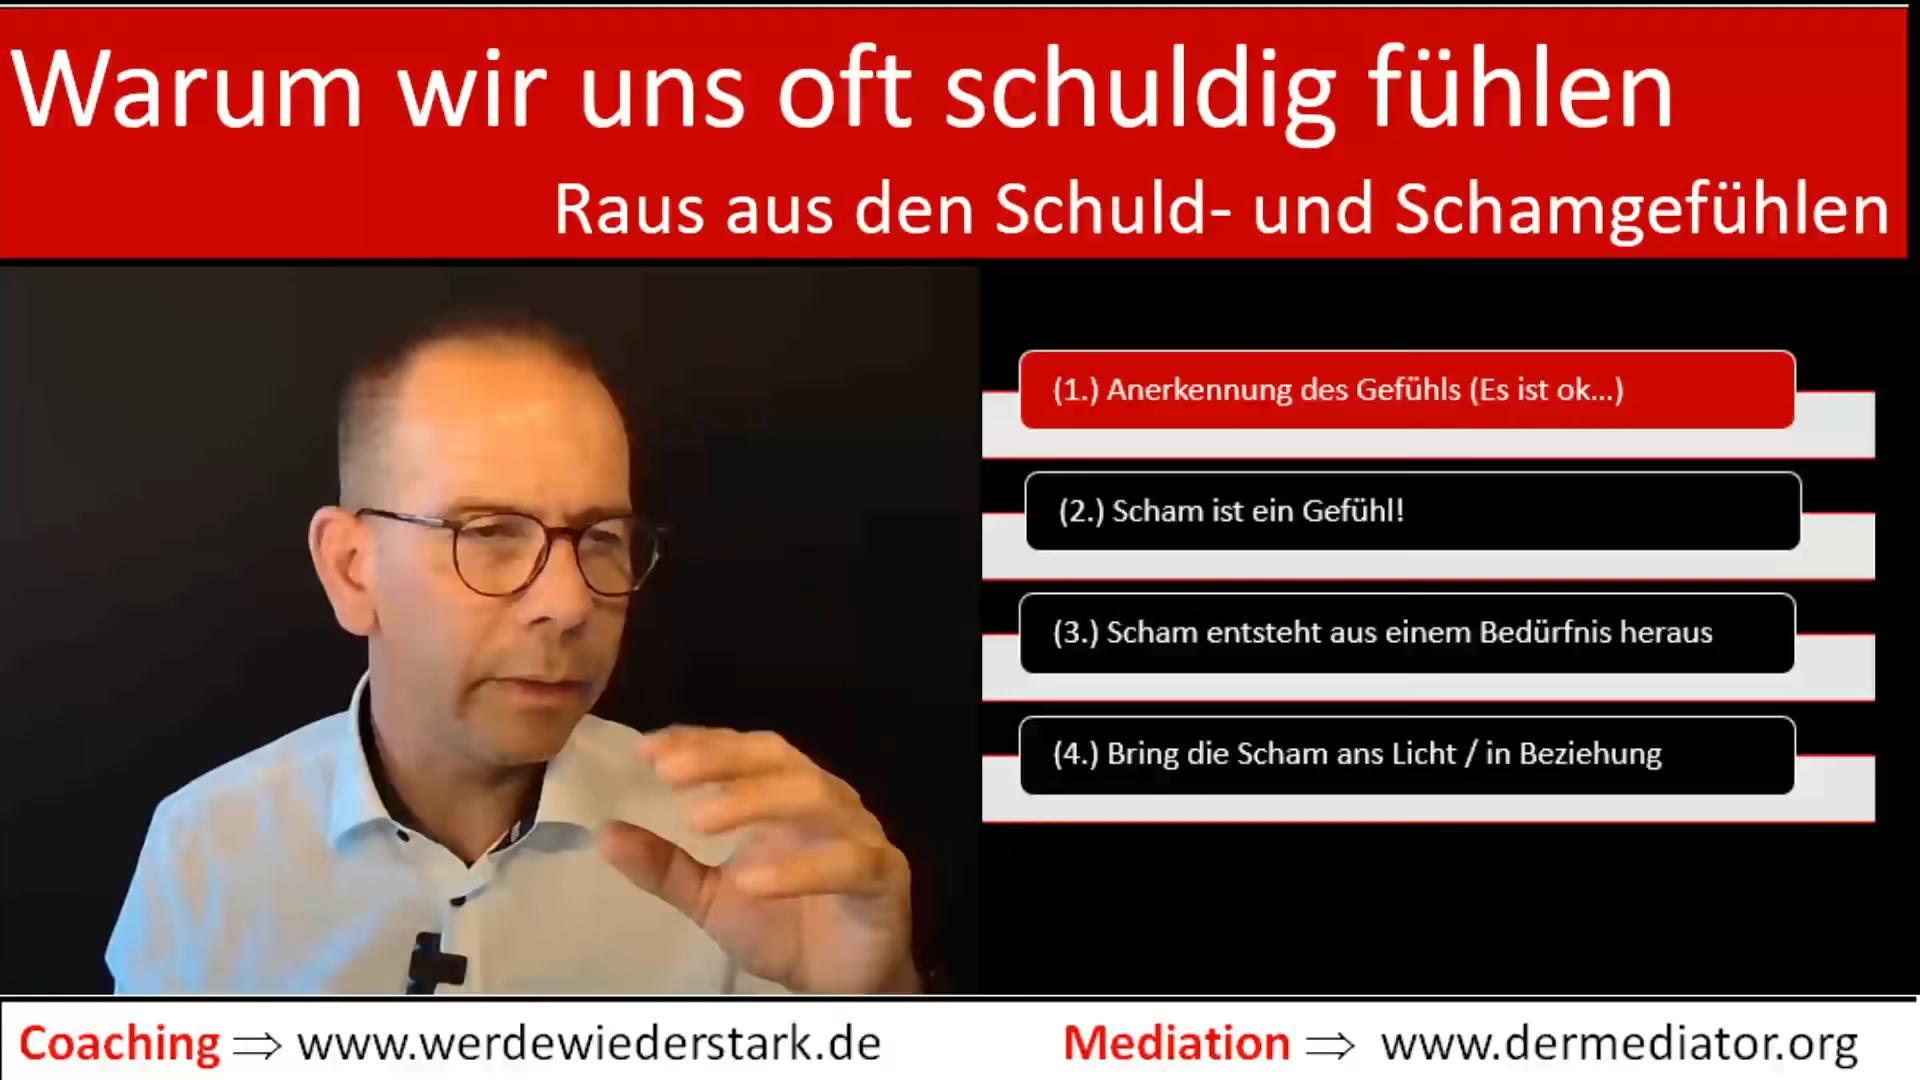 Warum wir uns oft schuldig fühlen
Raus aus den Schuld- und Schamgefühlen
(1.) Anerkennung des Gefühls (Es ist ok...)
(2.) Scham ist ein Gefühl!
(3.) Scham entsteht aus einem Bedürfnis heraus
(4.) Bring die Scham ans Licht / in Beziehung
Coaching ⇒ www.werdewiederstark.de
Mediation ⇒ www.dermediator.org